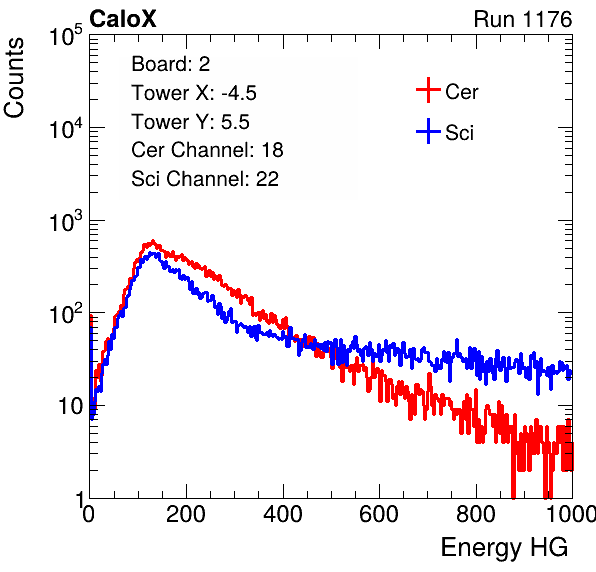 CaloX Run 1176
Counts
10^5
10^4
10^3
10^2
10
1
Board: 2
Tower X: -4.5
Tower Y: 5.5
Cer Channel: 18
Sci Channel: 22
Cer
Sci
0 200 400 600 800 1000
Energy HG